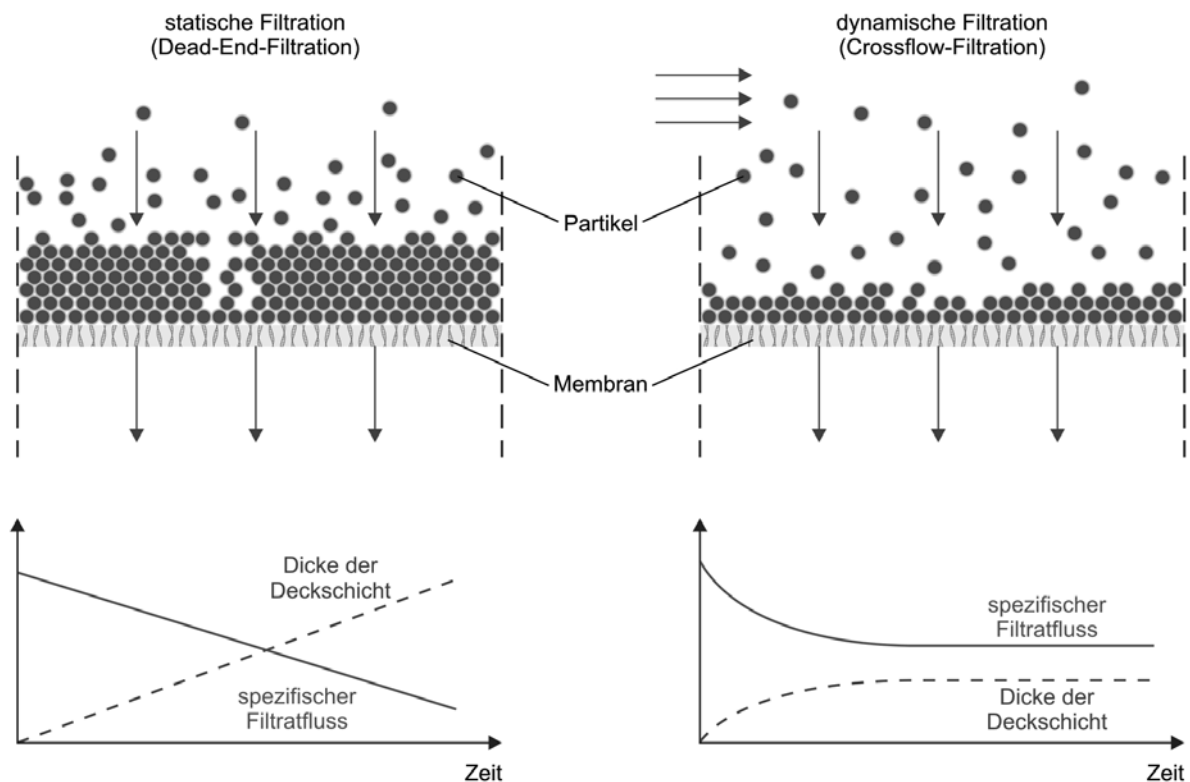 statische Filtration
(Dead-End-Filtration)
dynamische Filtration
(Crossflow-Filtration)
Partikel
Membran
Dicke der
Deckschicht
spezifischer
Filtratfluss
Zeit
spezifischer
Filtratfluss
Dicke der
Deckschicht
Zeit